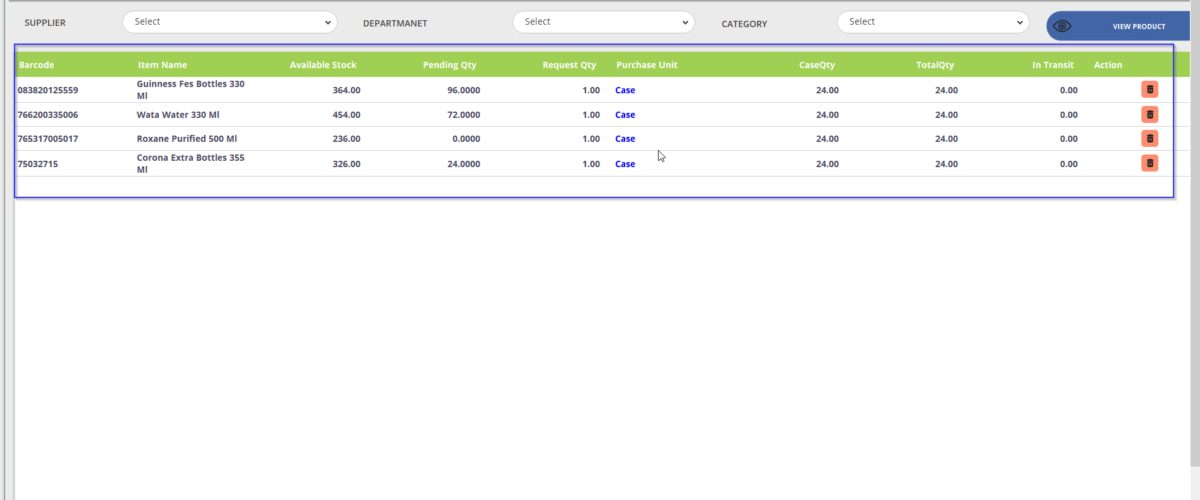 SUPPLIER Select DEPARTMANET Select CATEGORY Select VIEW PRODUCT
Barcode Item Name Available Stock Pending Qty Request Qty Purchase Unit CaseQty TotalQty In Transit Action
083820125559 Guinness Fes Bottles 330 Ml 364.00 96.0000 1.00 Case 24.00 24.00 0.00
766200335006 Wata Water 330 Ml 454.00 72.0000 1.00 Case 24.00 24.00 0.00
765317005017 Roxane Purified 500 Ml 236.00 0.0000 1.00 Case 24.00 24.00 0.00
75032715 Corona Extra Bottles 355 Ml 326.00 24.0000 1.00 Case 24.00 24.00 0.00